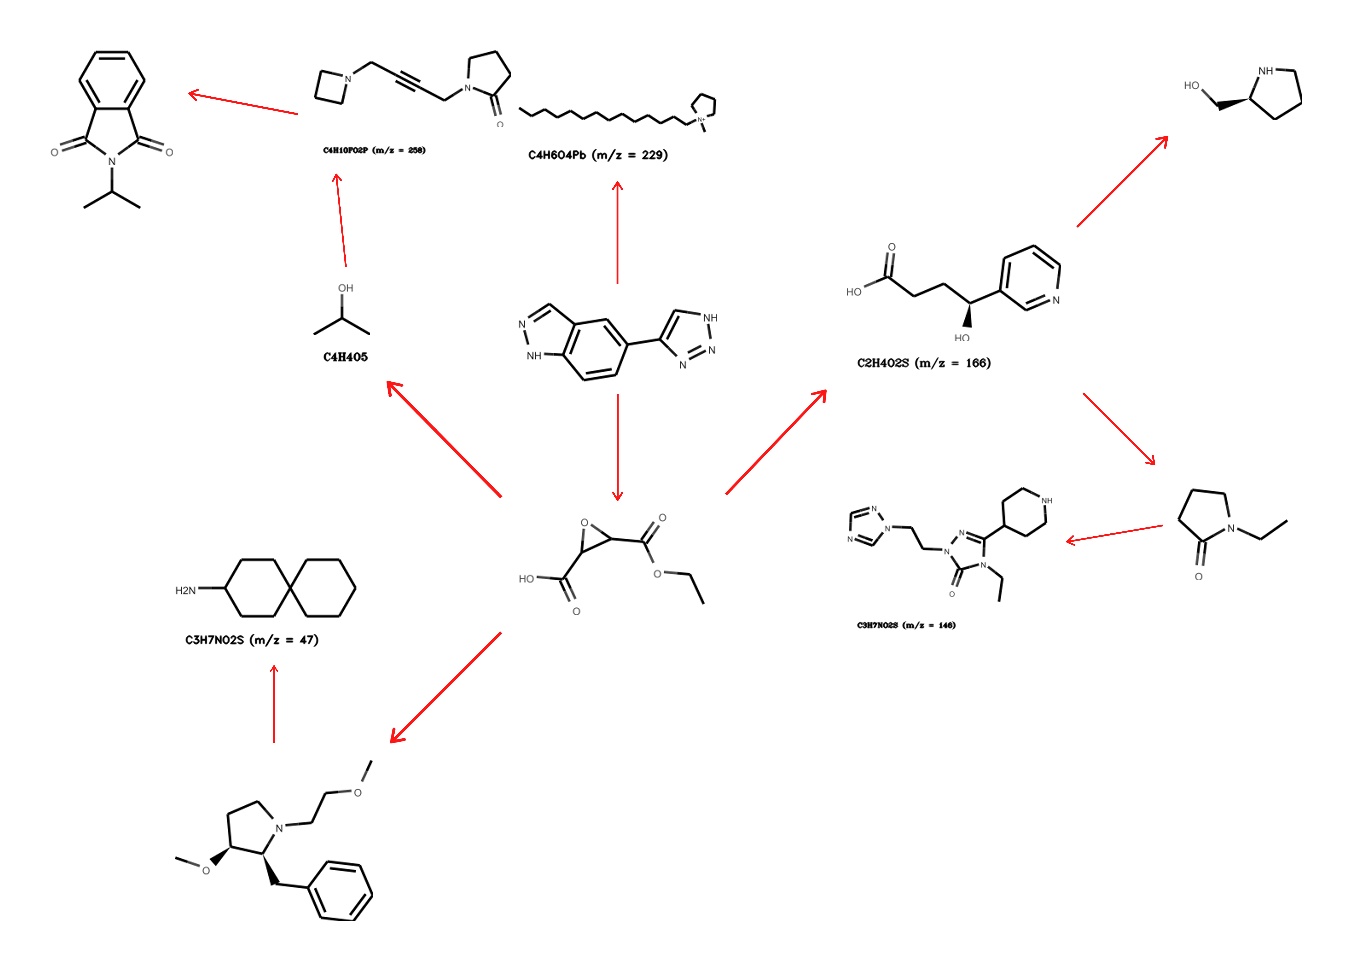 O
O
N
N
N
O
C4H10FO2P (m/z = 258)
N+
C4H6O4Pb (m/z = 229)
HO
NH
OH
C4H4O5
N
NH
NH
N
N
O
HO
N
HO
C2H4O2S (m/z = 166)
H2N
C3H7NO2S (m/z = 47)
O
O
HO
O
O
N
N
N
N
N
N
O
NH
C3H7NO2S (m/z = 146)
N
O
O
N
O